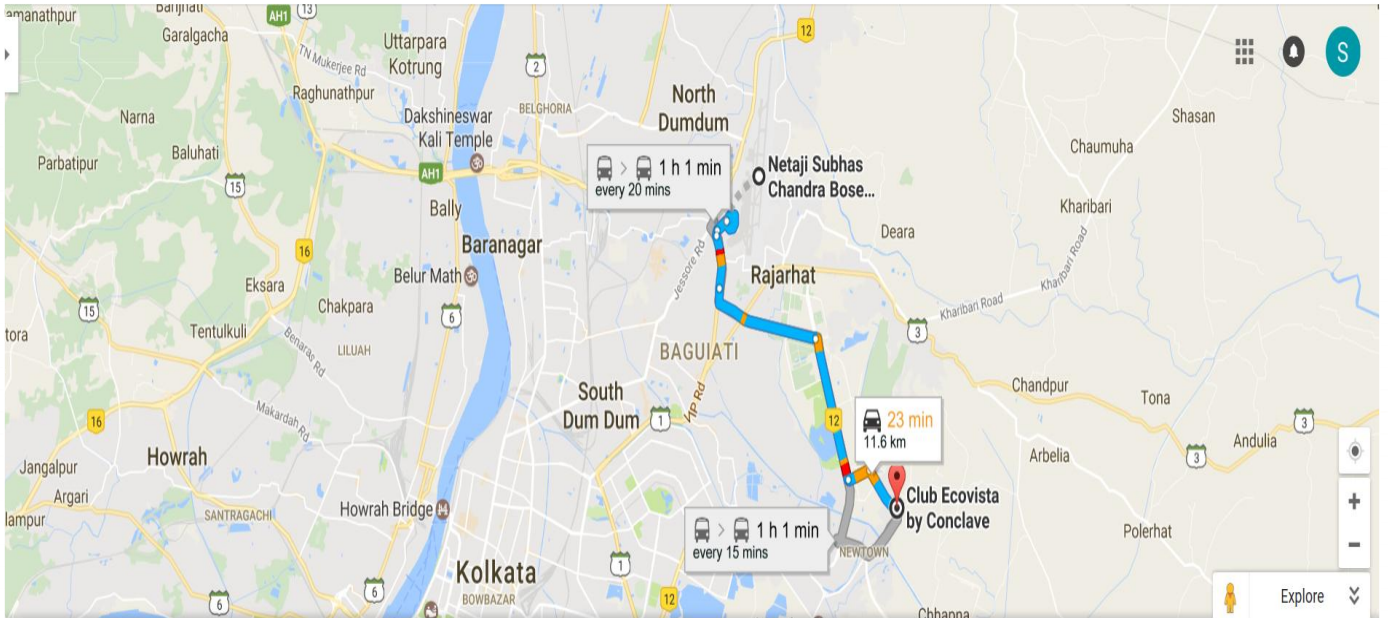 amanathpur
Banjhati
Garalgacha
AH1
13
TN Mukerjee Rd
Uttarpara
Kotrung
2
12
S
Raghunathpur
BELGHORIA
North
Dumdum
Narna
Dakshineswar
Kali Temple
Shasan
Parbatipur
Baluhati
AH1
Chaumuha
15
1 h 1 min
every 20 mins
Netaji Subhas
Chandra Bose...
Bally
Kharibari
16
Baranagar
Deara
Jessore Rd
Belur Math
Rajarhat
Kharibari Road
Eksara
Chakpara
Kharibari Road
15
6
tora
Tentulkuli
Benaras Rd
LILUAH
3
BAGUIATI
South
Dum Dum
1
VIP Rd
Chandpur
Tona
Makardah Rd
16
12
23 min
11.6 km
3
Andulia
Howrah
Arbelia
3
Jangalpur
Argari
Howrah Bridge
Club Ecovista
by Conclave
lampur
SANTRAGACHI
1 h 1 min
every 15 mins
NEWTOWN
Polerhat
Kolkata
BOWBAZAR
1
6
6
12
Explore